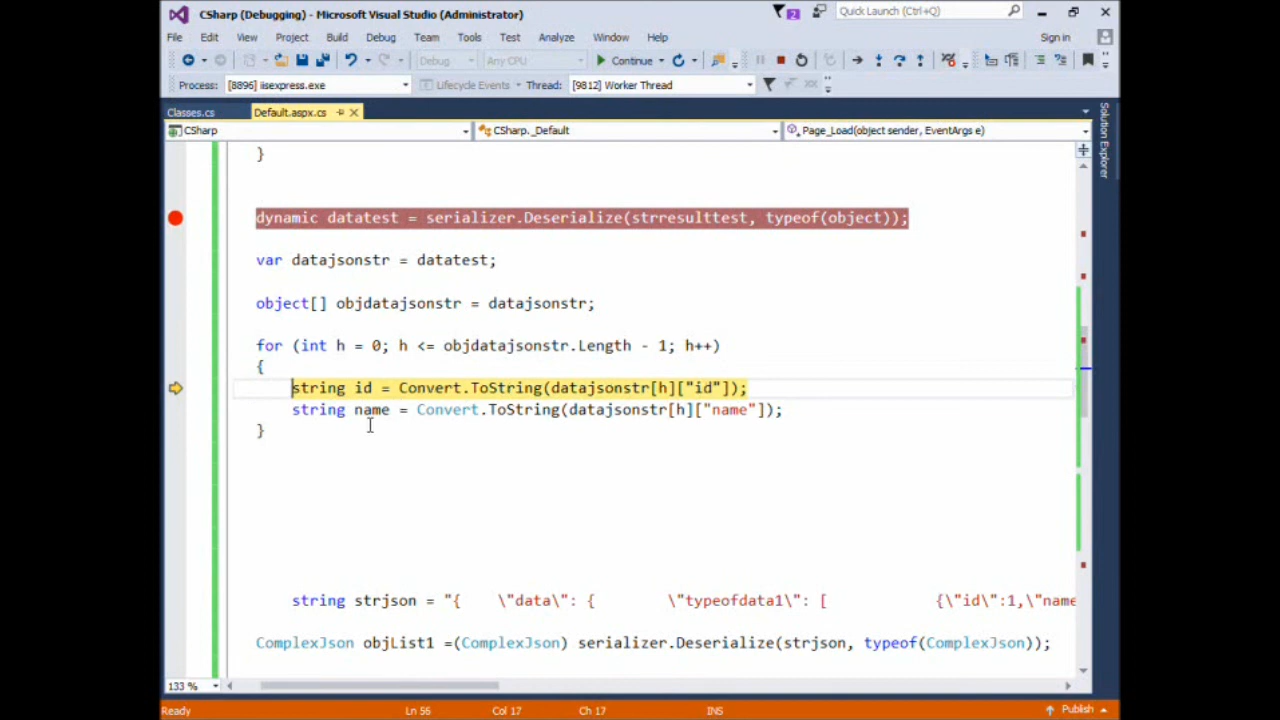 CSharp (Debugging) - Microsoft Visual Studio (Administrator)
2
Quick Launch (Ctrl+Q)
File Edit View Project Build Debug Team Tools Test Analyze Window Help
Sign in
Debug Any CPU Continue
Process: [8896] iisexpress.exe Lifecycle Events Thread: [9812] Worker Thread
Classes.cs Default.aspx.cs
CSharp CSharp._Default Page_Load(object sender, EventArgs e)
Solution Explorer
}
dynamic datatest = serializer.Deserialize(strresulttest, typeof(object));
var datajsonstr = datatest;
object[] objdatajsonstr = datajsonstr;
for (int h = 0; h <= objdatajsonstr.Length - 1; h++)
{
string id = Convert.ToString(datajsonstr[h]["id"]);
string name = Convert.ToString(datajsonstr[h]["name"]);
}
string strjson = "{ \"data\": { \"typeofdata1\": [ {\"id\":1,\"name
ComplexJson objList1 =(ComplexJson) serializer.Deserialize(strjson, typeof(ComplexJson));
133 %
Ready Ln 56 Col 17 Ch 17 INS Publish